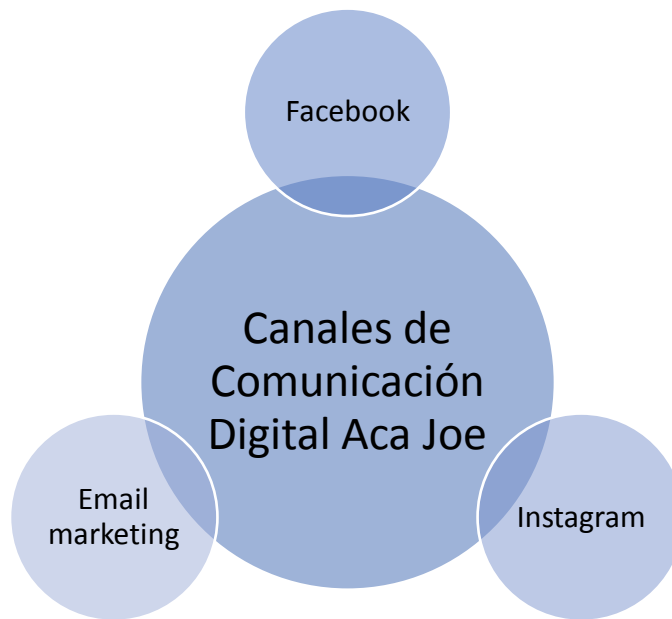 Facebook
Canales de
Comunicación
Digital Aca Joe
Email
marketing
Instagram